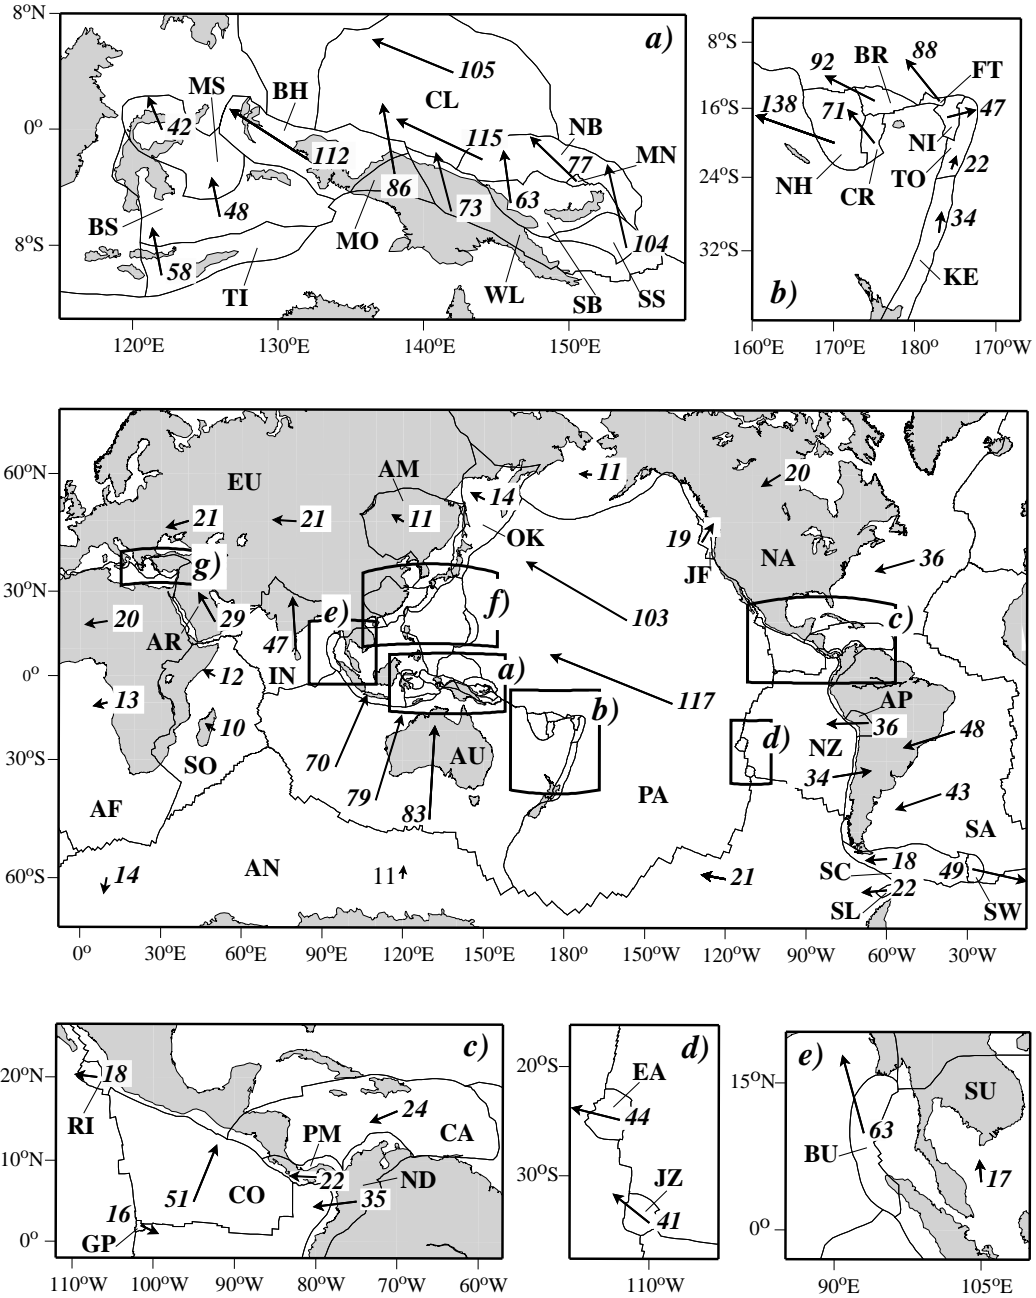 8°N
0°
8°S
a)
105
CL
MS
BH
42
112
115
NB
77
MN
86
73
63
48
BS
MO
58
TI
WL
SB
SS
104
120°E 130°E 140°E 150°E
8°S
16°S
24°S
32°S
92
BR
88
FT
138
71
47
NI
22
TO
NH
CR
34
KE
b)
160°E 170°E 180° 170°W
60°N
30°N
0°
30°S
60°S
EU
AM
11
20
14
21
21
11
OK
19
NA
36
JF
g)
f)
e)
103
c)
20
29
AR
47
IN
12
a)
13
117
AP
b)
d)
36
10
NZ
48
SO
70
AU
34
79
PA
43
AF
83
SA
AN
11
14
21
18
SC
49
22
SL
SW
0° 30°E 60°E 90°E 120°E 150°E 180° 150°W 120°W 90°W 60°W 30°W
20°N
10°N
0°
c)
18
RI
24
PM
CA
22
ND
51
CO
35
16
GP
110°W 100°W 90°W 80°W 70°W 60°W
20°S
30°S
d)
EA
44
JZ
41
110°W
15°N
0°
e)
SU
63
BU
17
90°E 105°E